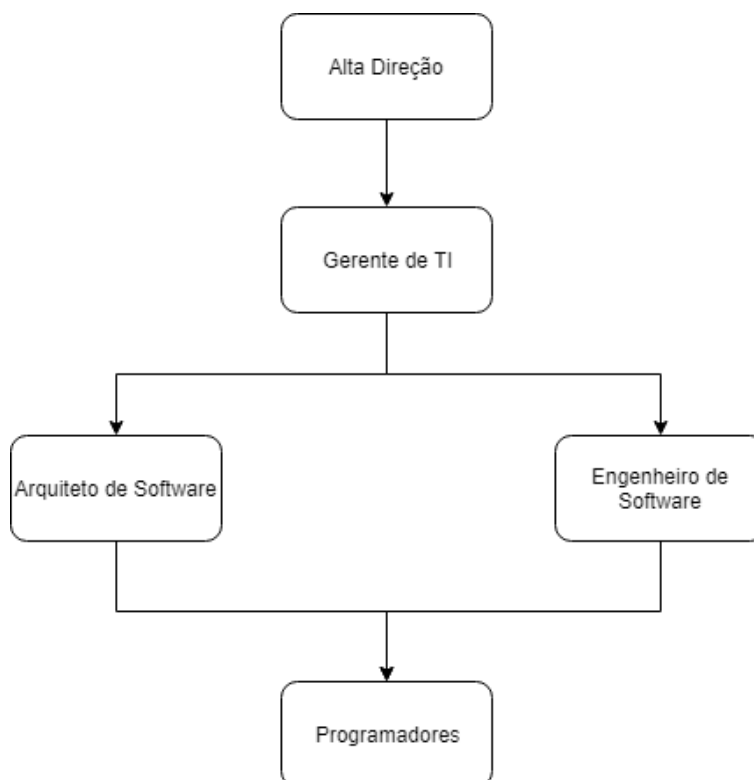 Alta Direção
Gerente de TI
Arquiteto de Software
Engenheiro de
Software
Programadores